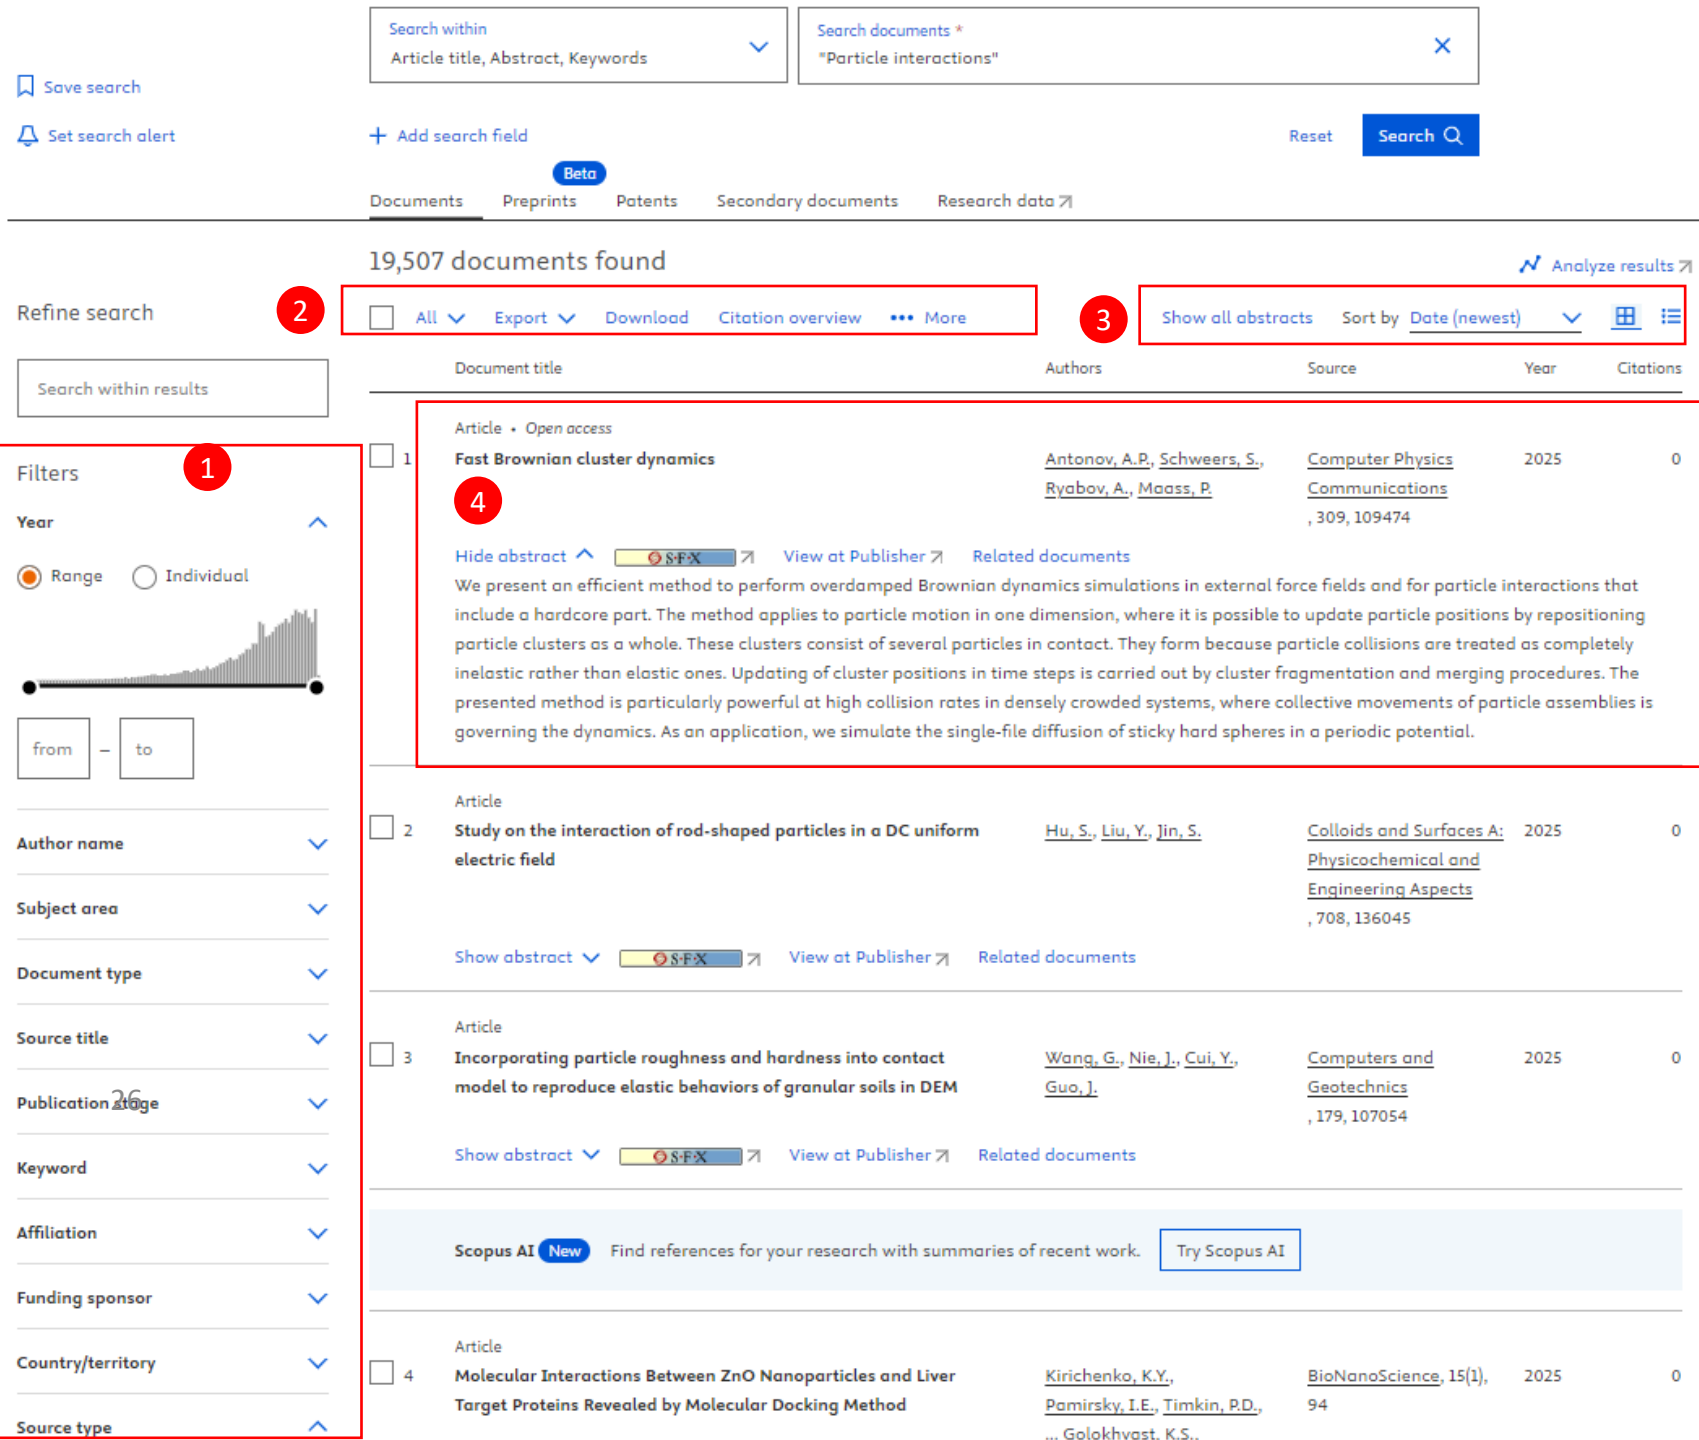 Search within
Article title, Abstract, Keywords
Search documents *
"Particle interactions"
Save search
Set search alert
Add search field
Reset
Search
Beta
Documents
Preprints
Patents
Secondary documents
Research data
19,507 documents found
Analyze results
Refine search
2
All
Export
Download
Citation overview
More
3
Show all abstracts
Sort by Date (newest)
Search within results
Document title
Authors
Source
Year
Citations
Filters
1
Year
Range
Individual
from – to
Author name
Subject area
Document type
Source title
Publication stage
26
Keyword
Affiliation
Funding sponsor
Country/territory
Source type
Article • Open access
1
Fast Brownian cluster dynamics
4
Antonov, A.P., Schweers, S.,
Ryabov, A., Maass, P.
Computer Physics
Communications
, 309, 109474
2025
0
Hide abstract
S·F·X
View at Publisher
Related documents
We present an efficient method to perform overdamped Brownian dynamics simulations in external force fields and for particle interactions that
include a hardcore part. The method applies to particle motion in one dimension, where it is possible to update particle positions by repositioning
particle clusters as a whole. These clusters consist of several particles in contact. They form because particle collisions are treated as completely
inelastic rather than elastic ones. Updating of cluster positions in time steps is carried out by cluster fragmentation and merging procedures. The
presented method is particularly powerful at high collision rates in densely crowded systems, where collective movements of particle assemblies is
governing the dynamics. As an application, we simulate the single-file diffusion of sticky hard spheres in a periodic potential.
Article
2
Study on the interaction of rod-shaped particles in a DC uniform
electric field
Hu, S., Liu, Y., Jin, S.
Colloids and Surfaces A:
Physicochemical and
Engineering Aspects
, 708, 136045
2025
0
Show abstract
S·F·X
View at Publisher
Related documents
Article
3
Incorporating particle roughness and hardness into contact
model to reproduce elastic behaviors of granular soils in DEM
Wang, G., Nie, J., Cui, Y.,
Guo, J.
Computers and
Geotechnics
, 179, 107054
2025
0
Show abstract
S·F·X
View at Publisher
Related documents
Scopus AI New Find references for your research with summaries of recent work.
Try Scopus AI
Article
4
Molecular Interactions Between ZnO Nanoparticles and Liver
Target Proteins Revealed by Molecular Docking Method
Kirichenko, K.Y.,
Pamirsky, I.E., Timkin, P.D.,
... Golokhvast, K.S.,
BioNanoScience, 15(1),
94
2025
0